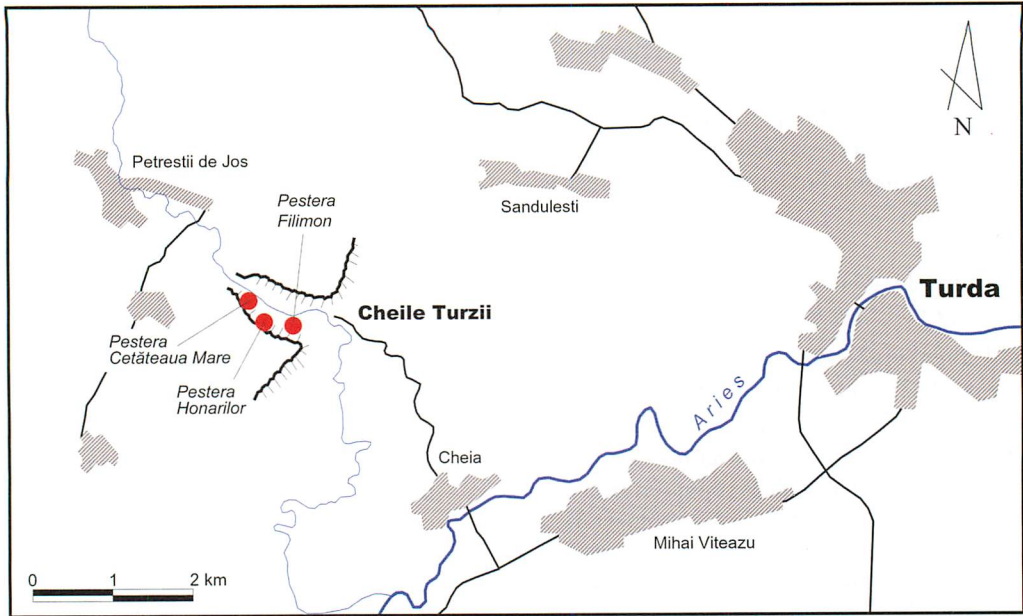 N
Petrestii de Jos
Pestera
Filimon
Sandulesti
Turda
Cheile Turzii
Pestera
Cetăteaua Mare
Pestera
Honarilor
Aries
Cheia
Mihai Viteazu
0 1 2 km